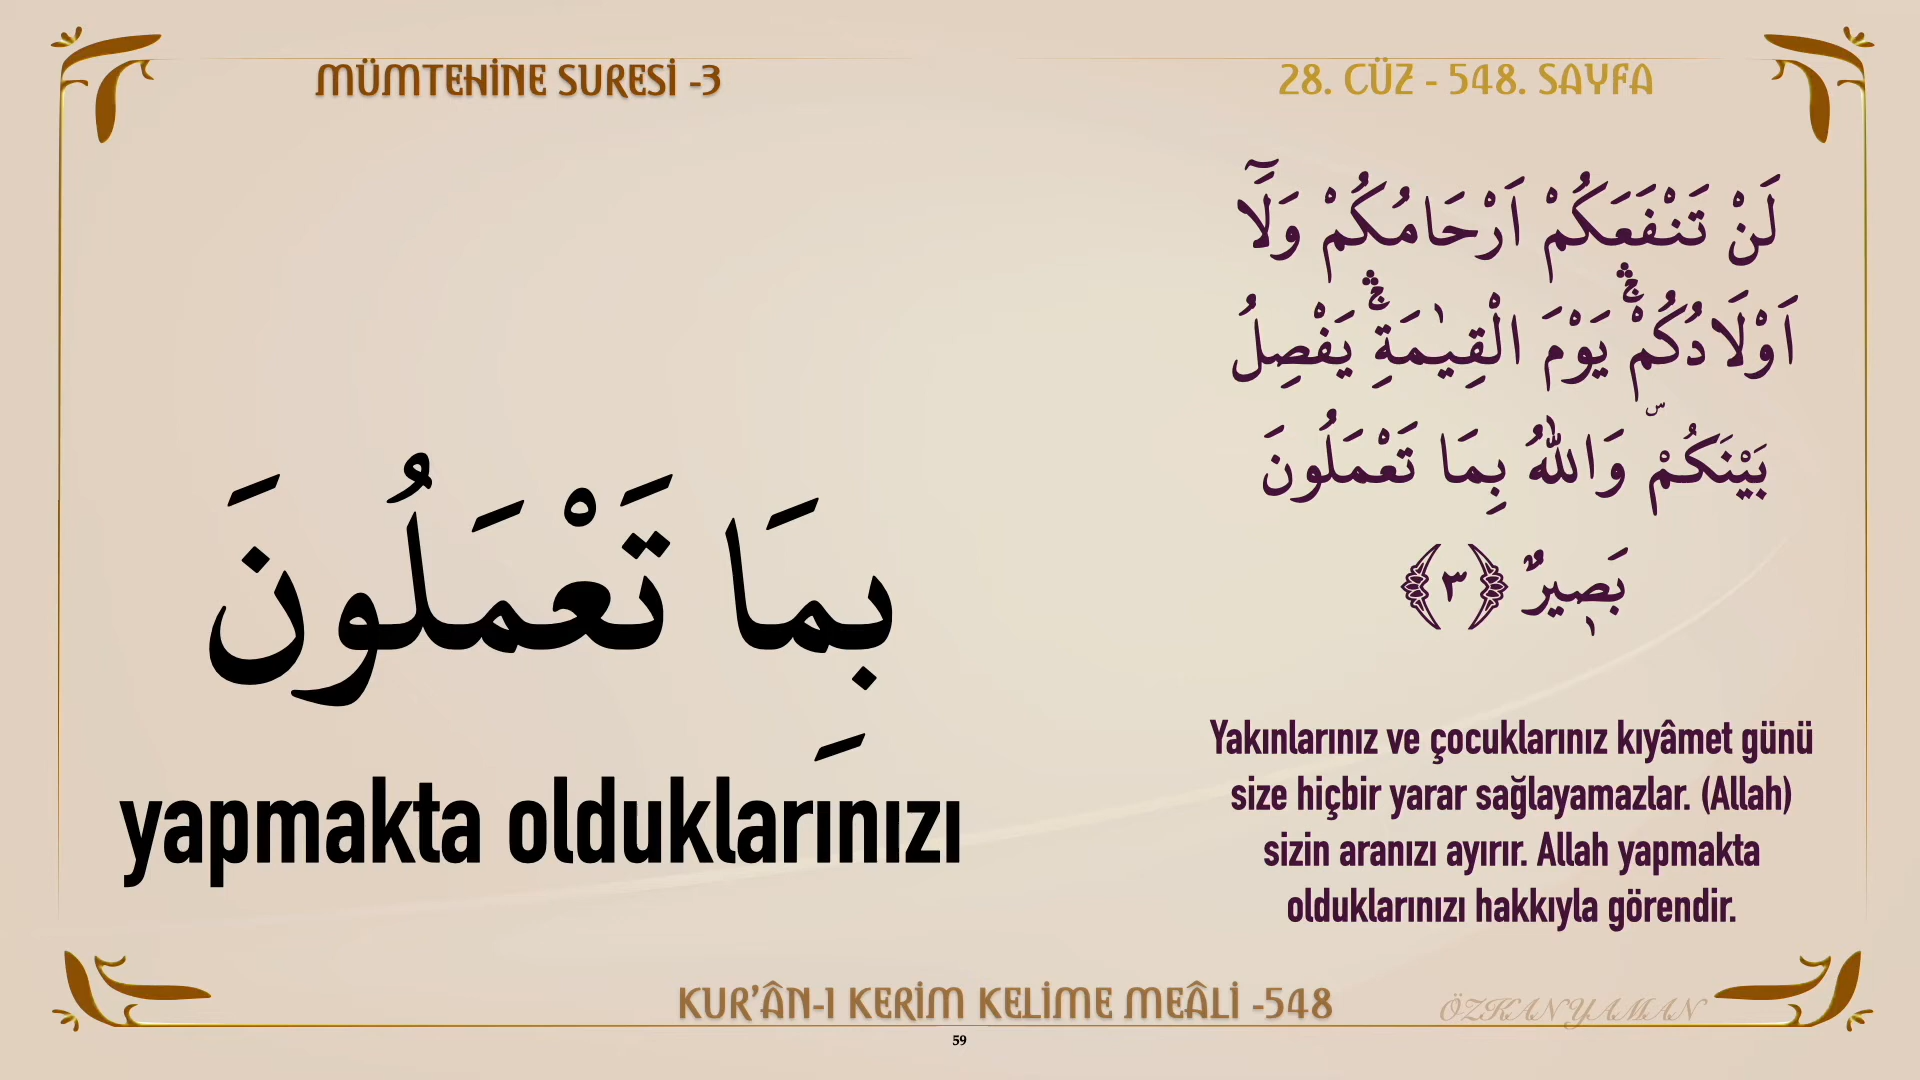 MÜMTEHİNE SURESİ -3
28. CÜZ - 548. SAYFA
لَنْ تَنْفَعَكُمْ اَرْحَامُكُمْ وَلَٓا
اَوْلَادُكُمْۚۛ يَوْمَ الْقِيٰمَةِۚۛ يَفْصِلُ
بَيْنَكُمْۜ وَاللّٰهُ بِمَا تَعْمَلُونَ
بَصٖيرٌ ﴿٣﴾
بِمَا تَعْمَلُونَ
yapmakta olduklarınızı
Yakınlarınız ve çocuklarınız kıyâmet günü
size hiçbir yarar sağlayamazlar. (Allah)
sizin aranızı ayırır. Allah yapmakta
olduklarınızı hakkıyla görendir.
KUR’ÂN-I KERİM KELİME MEÂLİ -548
ÖZKAN YAMAN
59